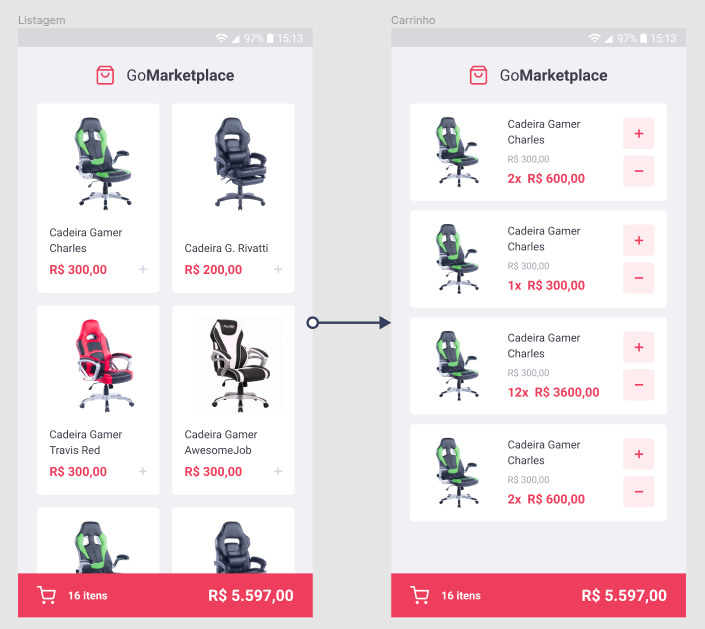 Listagem
97% 15:13
GoMarketplace
Cadeira Gamer
Charles
R$ 300,00 +
Cadeira G. Rivatti
R$ 200,00 +
Cadeira Gamer
Travis Red
R$ 300,00 +
Cadeira Gamer
AwesomeJob
R$ 300,00 +
16 itens
R$ 5.597,00
Carrinho
97% 15:13
GoMarketplace
Cadeira Gamer
Charles
R$ 300,00
2x R$ 600,00
+
−
Cadeira Gamer
Charles
R$ 300,00
1x R$ 300,00
+
−
Cadeira Gamer
Charles
R$ 300,00
12x R$ 3600,00
+
−
Cadeira Gamer
Charles
R$ 300,00
2x R$ 600,00
+
−
16 itens
R$ 5.597,00